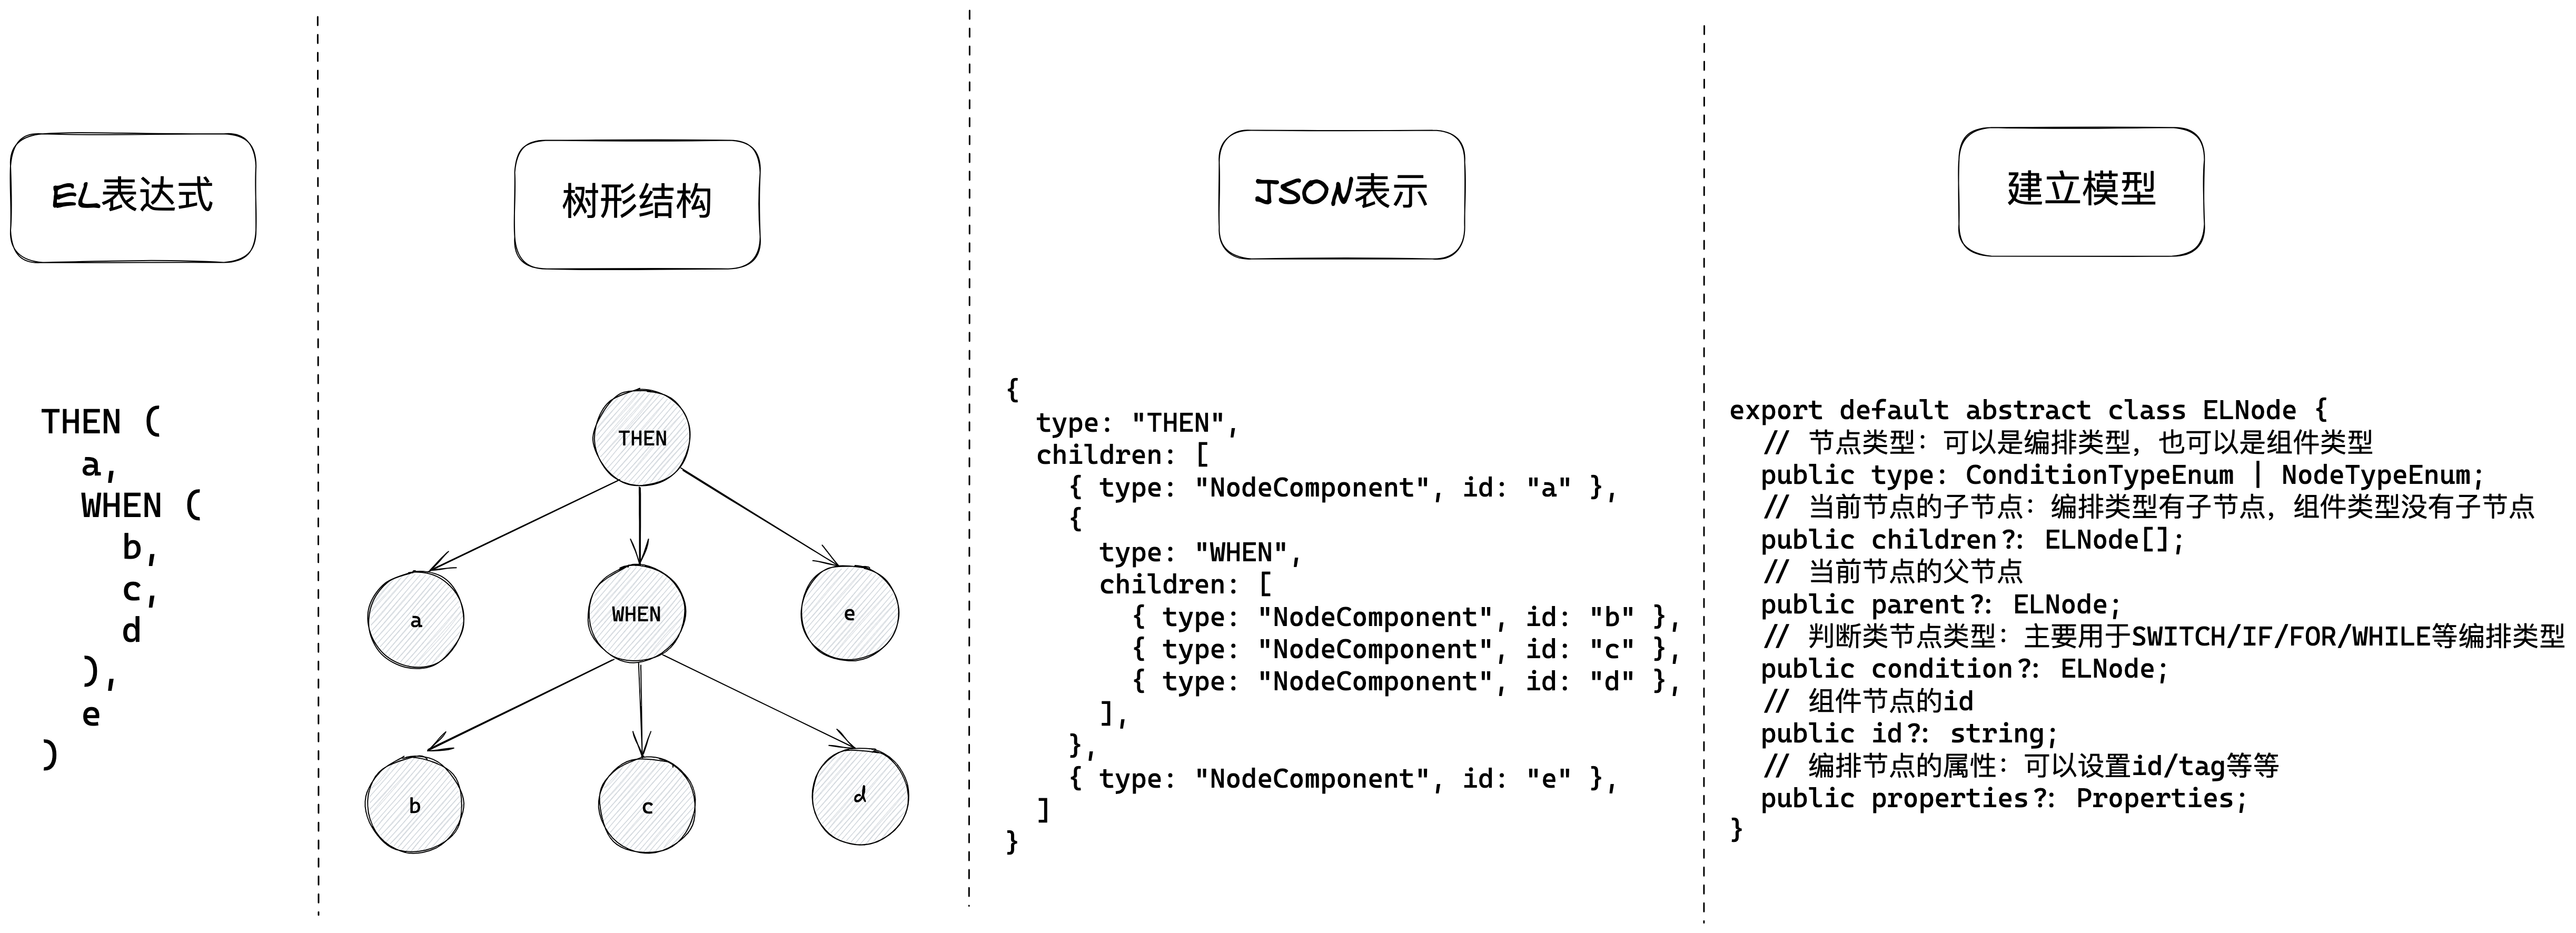 EL表达式
THEN (
  a,
  WHEN (
    b,
    c,
    d
  ),
  e
)
树形结构
THEN
a
WHEN
e
b
c
d
JSON表示
{
  type: "THEN",
  children: [
    { type: "NodeComponent", id: "a" },
    {
      type: "WHEN",
      children: [
        { type: "NodeComponent", id: "b" },
        { type: "NodeComponent", id: "c" },
        { type: "NodeComponent", id: "d" },
      ],
    },
    { type: "NodeComponent", id: "e" },
  ]
}
建立模型
export default abstract class ELNode {
  // 节点类型：可以是编排类型，也可以是组件类型
  public type: ConditionTypeEnum | NodeTypeEnum;
  // 当前节点的子节点：编排类型有子节点，组件类型没有子节点
  public children?: ELNode[];
  // 当前节点的父节点
  public parent?: ELNode;
  // 判断类节点类型：主要用于SWITCH/IF/FOR/WHILE等编排类型
  public condition?: ELNode;
  // 组件节点的id
  public id?: string;
  // 编排节点的属性：可以设置id/tag等等
  public properties?: Properties;
}